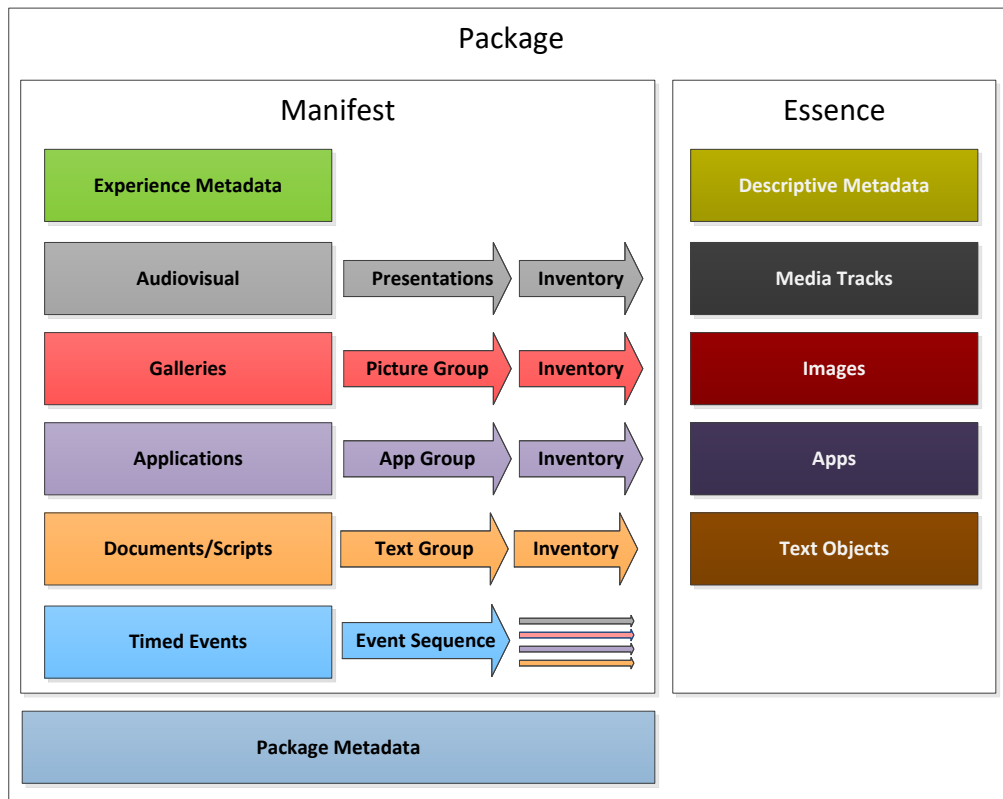 Package
Manifest
Essence
Experience Metadata
Descriptive Metadata
Audiovisual
Presentations
Inventory
Media Tracks
Galleries
Picture Group
Inventory
Images
Applications
App Group
Inventory
Apps
Documents/Scripts
Text Group
Inventory
Text Objects
Timed Events
Event Sequence
Package Metadata